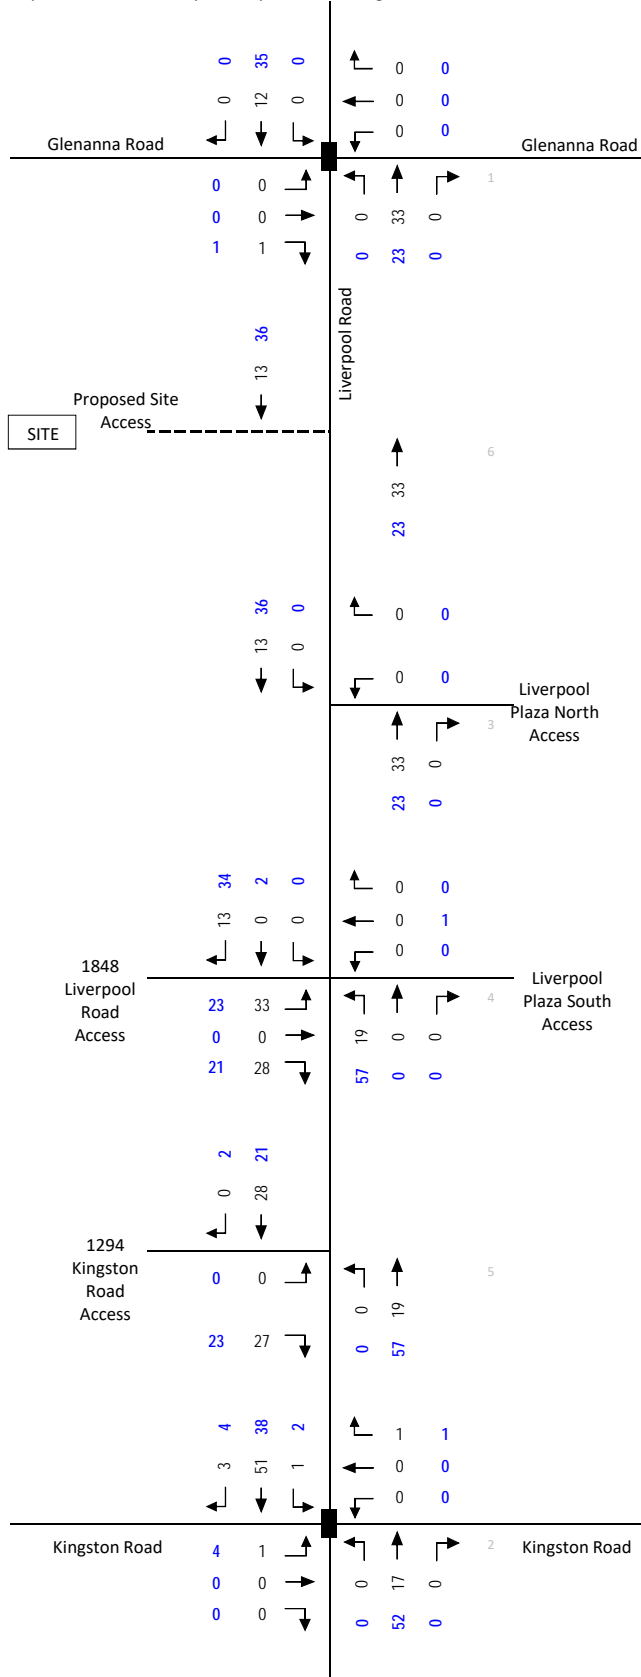 0 35 0
0 12 0
0 0
0 0
0 0
Glenanna Road
Glenanna Road
0 0
0 0
1 1
0 33 0
0 23 0
1
Liverpool Road
36
13
Proposed Site
Access
SITE
6
33
23
36 0
13 0
0 0
0 0
Liverpool
Plaza North
Access
3
33 0
23 0
34 2 0
13 0 0
0 0
0 1
0 0
1848
Liverpool
Road
Access
Liverpool
Plaza South
Access
23 33
0 0
21 28
19 0 0
57 0 0
4
2 21
0 28
1294
Kingston
Road
Access
0 0
23 27
0 19
0 57
5
4 38 2
3 51 1
1 1
0 0
0 0
Kingston Road
Kingston Road
4 1
0 0
0 0
0 17 0
0 52 0
2